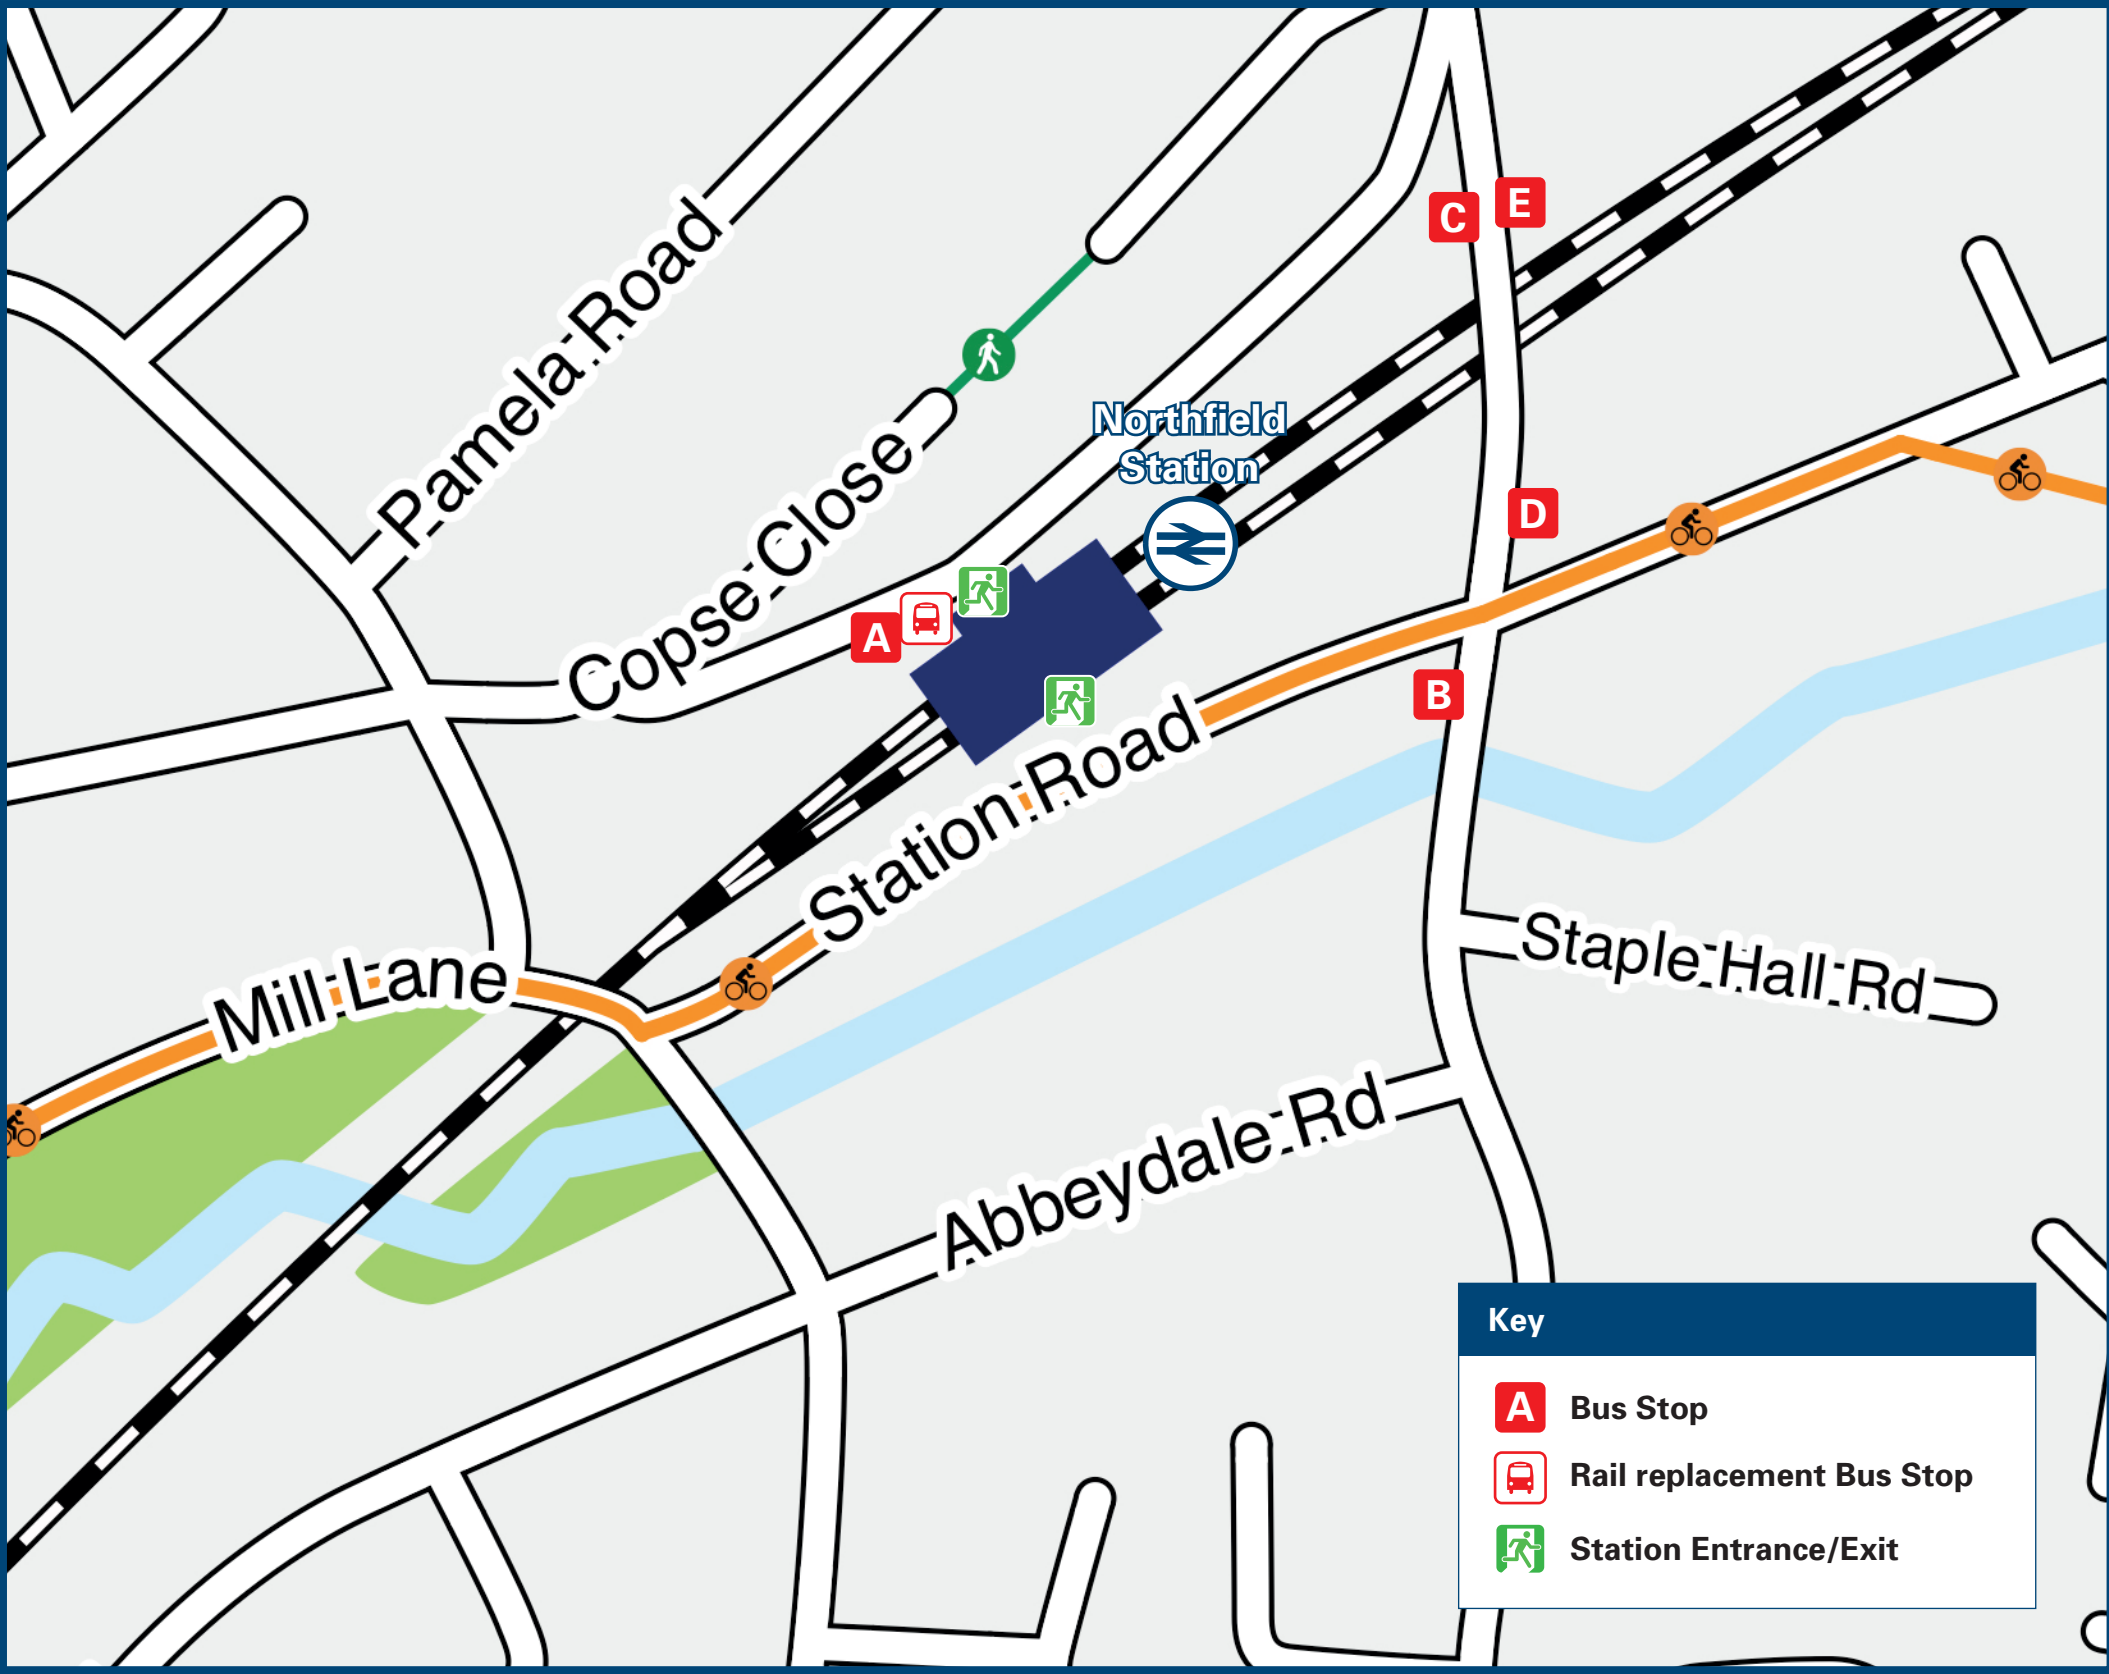 Pamela Road
C
E
Northfield
Station
Copse Close
D
A
B
Station Road
Staple Hall Rd
Mill Lane
Abbeydale Rd
Key
A Bus Stop
Rail replacement Bus Stop
Station Entrance/Exit